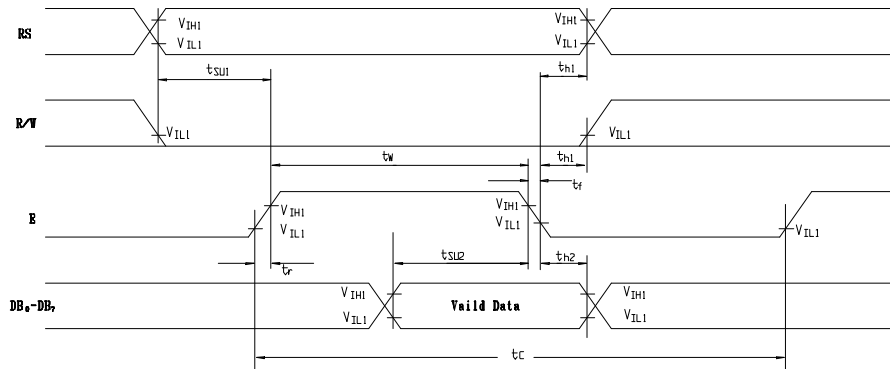 RS
VIH1
VIL1
VIH1
VIL1
tSU1
th1
R/W
VIL1
VIL1
tW
th1
tf
E
VIH1
VIL1
VIH1
VIL1
VIL1
tr
tSU2
th2
DB0-DB7
VIH1
VIL1
Vaild Data
VIH1
VIL1
tC